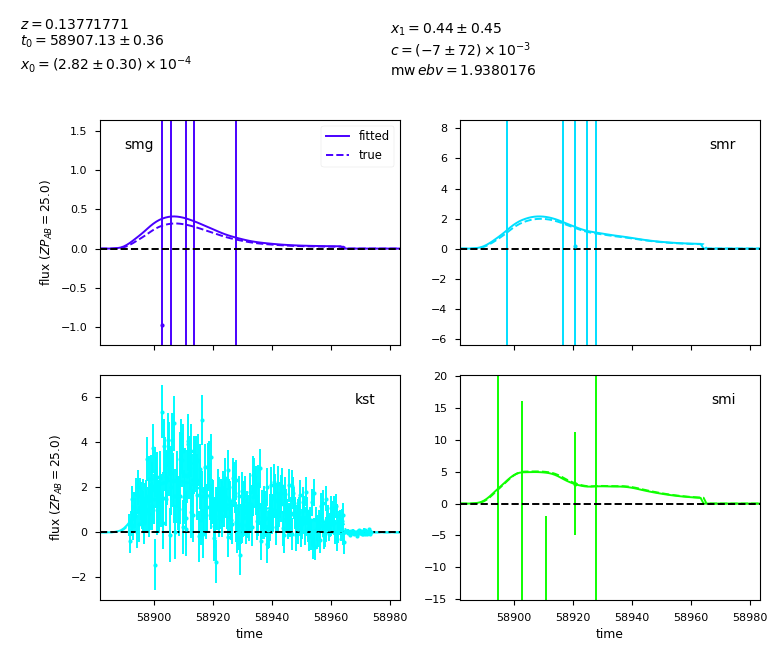 z = 0.13771771
t₀ = 58907.13 ± 0.36
x₀ = (2.82 ± 0.30) × 10⁻⁴
x₁ = 0.44 ± 0.45
c = (−7 ± 72) × 10⁻³
mw ebv = 1.9380176
smg
fitted
true
1.5
1.0
0.5
0.0
−0.5
−1.0
flux (ZP_AB = 25.0)
smr
8
6
4
2
0
−2
−4
−6
kst
6
4
2
0
−2
flux (ZP_AB = 25.0)
58900 58920 58940 58960 58980
time
smi
20
15
10
5
0
−5
−10
−15
58900 58920 58940 58960 58980
time